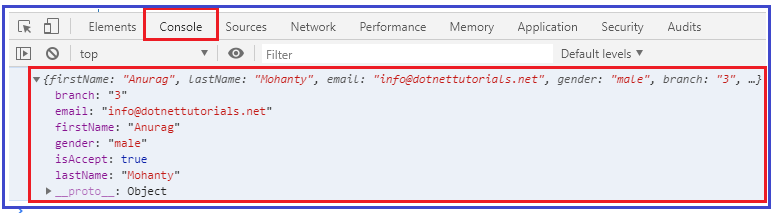 Elements Console Sources Network Performance Memory Application Security Audits
top Filter Default levels
{firstName: "Anurag", lastName: "Mohanty", email: "info@dotnettutorials.net", gender: "male", branch: "3", …}
branch: "3"
email: "info@dotnettutorials.net"
firstName: "Anurag"
gender: "male"
isAccept: true
lastName: "Mohanty"
__proto__: Object